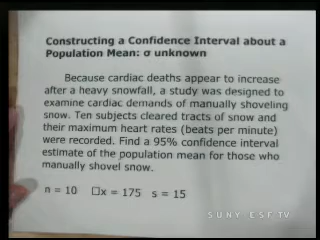 Constructing a Confidence Interval about a
Population Mean: σ unknown
Because cardiac deaths appear to increase
after a heavy snowfall, a study was designed to
examine cardiac demands of manually shoveling
snow. Ten subjects cleared tracts of snow and
their maximum heart rates (beats per minute)
were recorded. Find a 95% confidence interval
estimate of the population mean for those who
manually shovel snow.
n = 10 □x = 175 s = 15
SUNY ESF TV